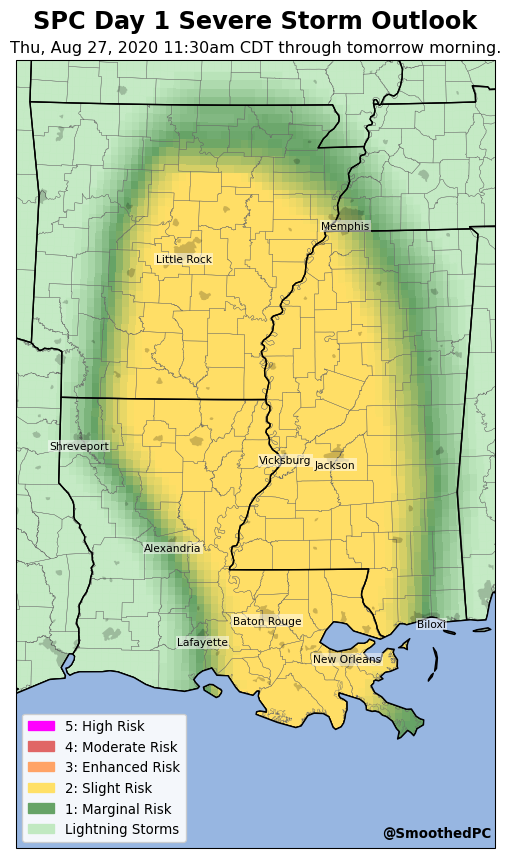 SPC Day 1 Severe Storm Outlook
Thu, Aug 27, 2020 11:30am CDT through tomorrow morning.
Memphis
Little Rock
Shreveport
Vicksburg
Jackson
Alexandria
Baton Rouge
Biloxi
Lafayette
New Orleans
5: High Risk
4: Moderate Risk
3: Enhanced Risk
2: Slight Risk
1: Marginal Risk
Lightning Storms
@SmoothedPC